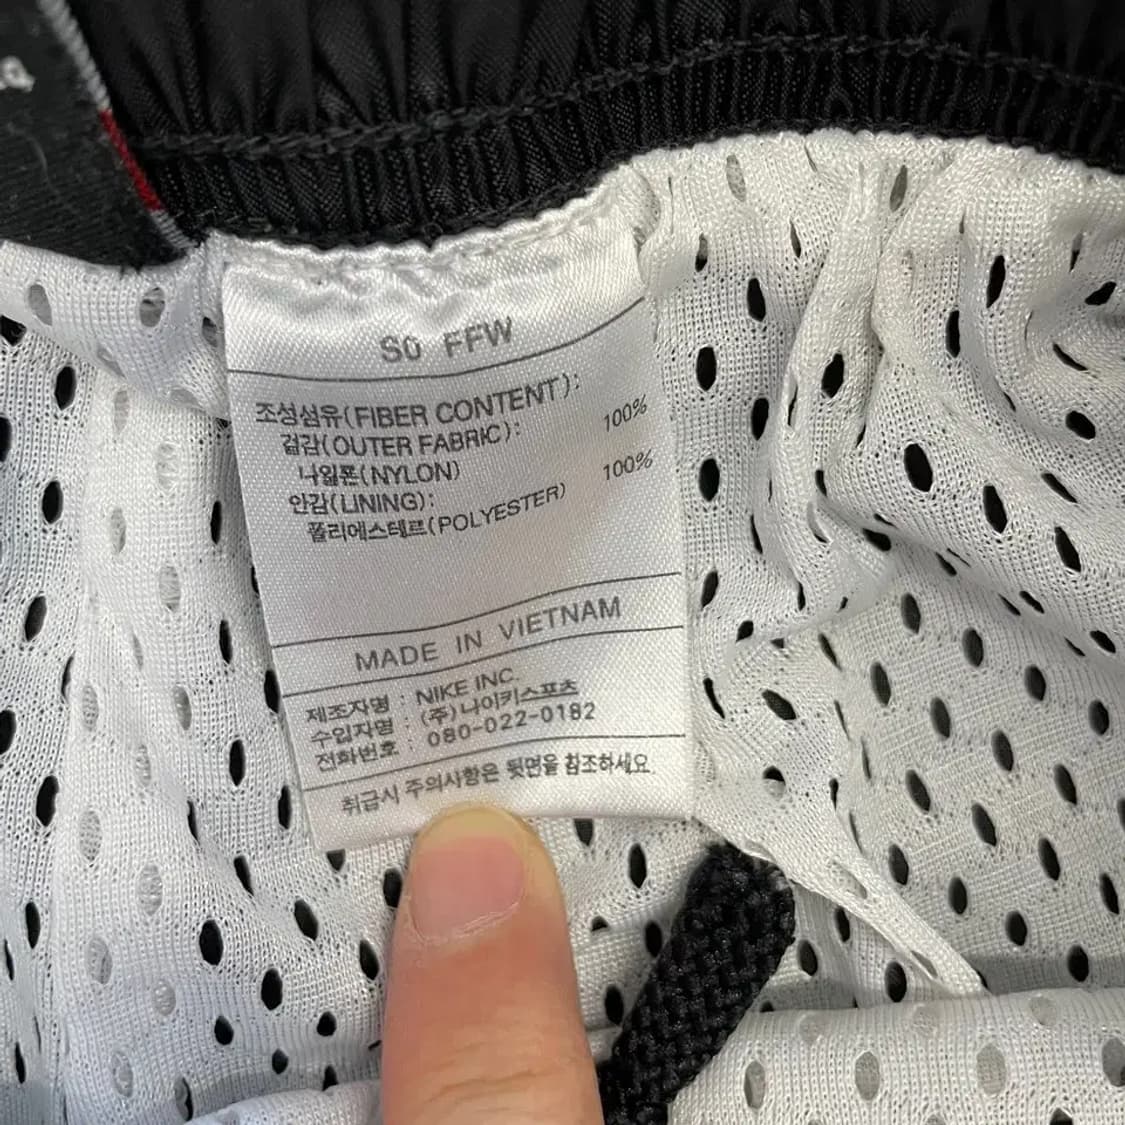 S0 FFW
조성섬유(FIBER CONTENT):
겉감(OUTER FABRIC): 100%
나일론(NYLON)
안감(LINING): 100%
폴리에스테르(POLYESTER)
MADE IN VIETNAM
제조자명 : NIKE INC.
수입자명 : (주)나이키스포츠
전화번호 : 080-022-0182
취급시 주의사항은 뒷면을 참조하세요